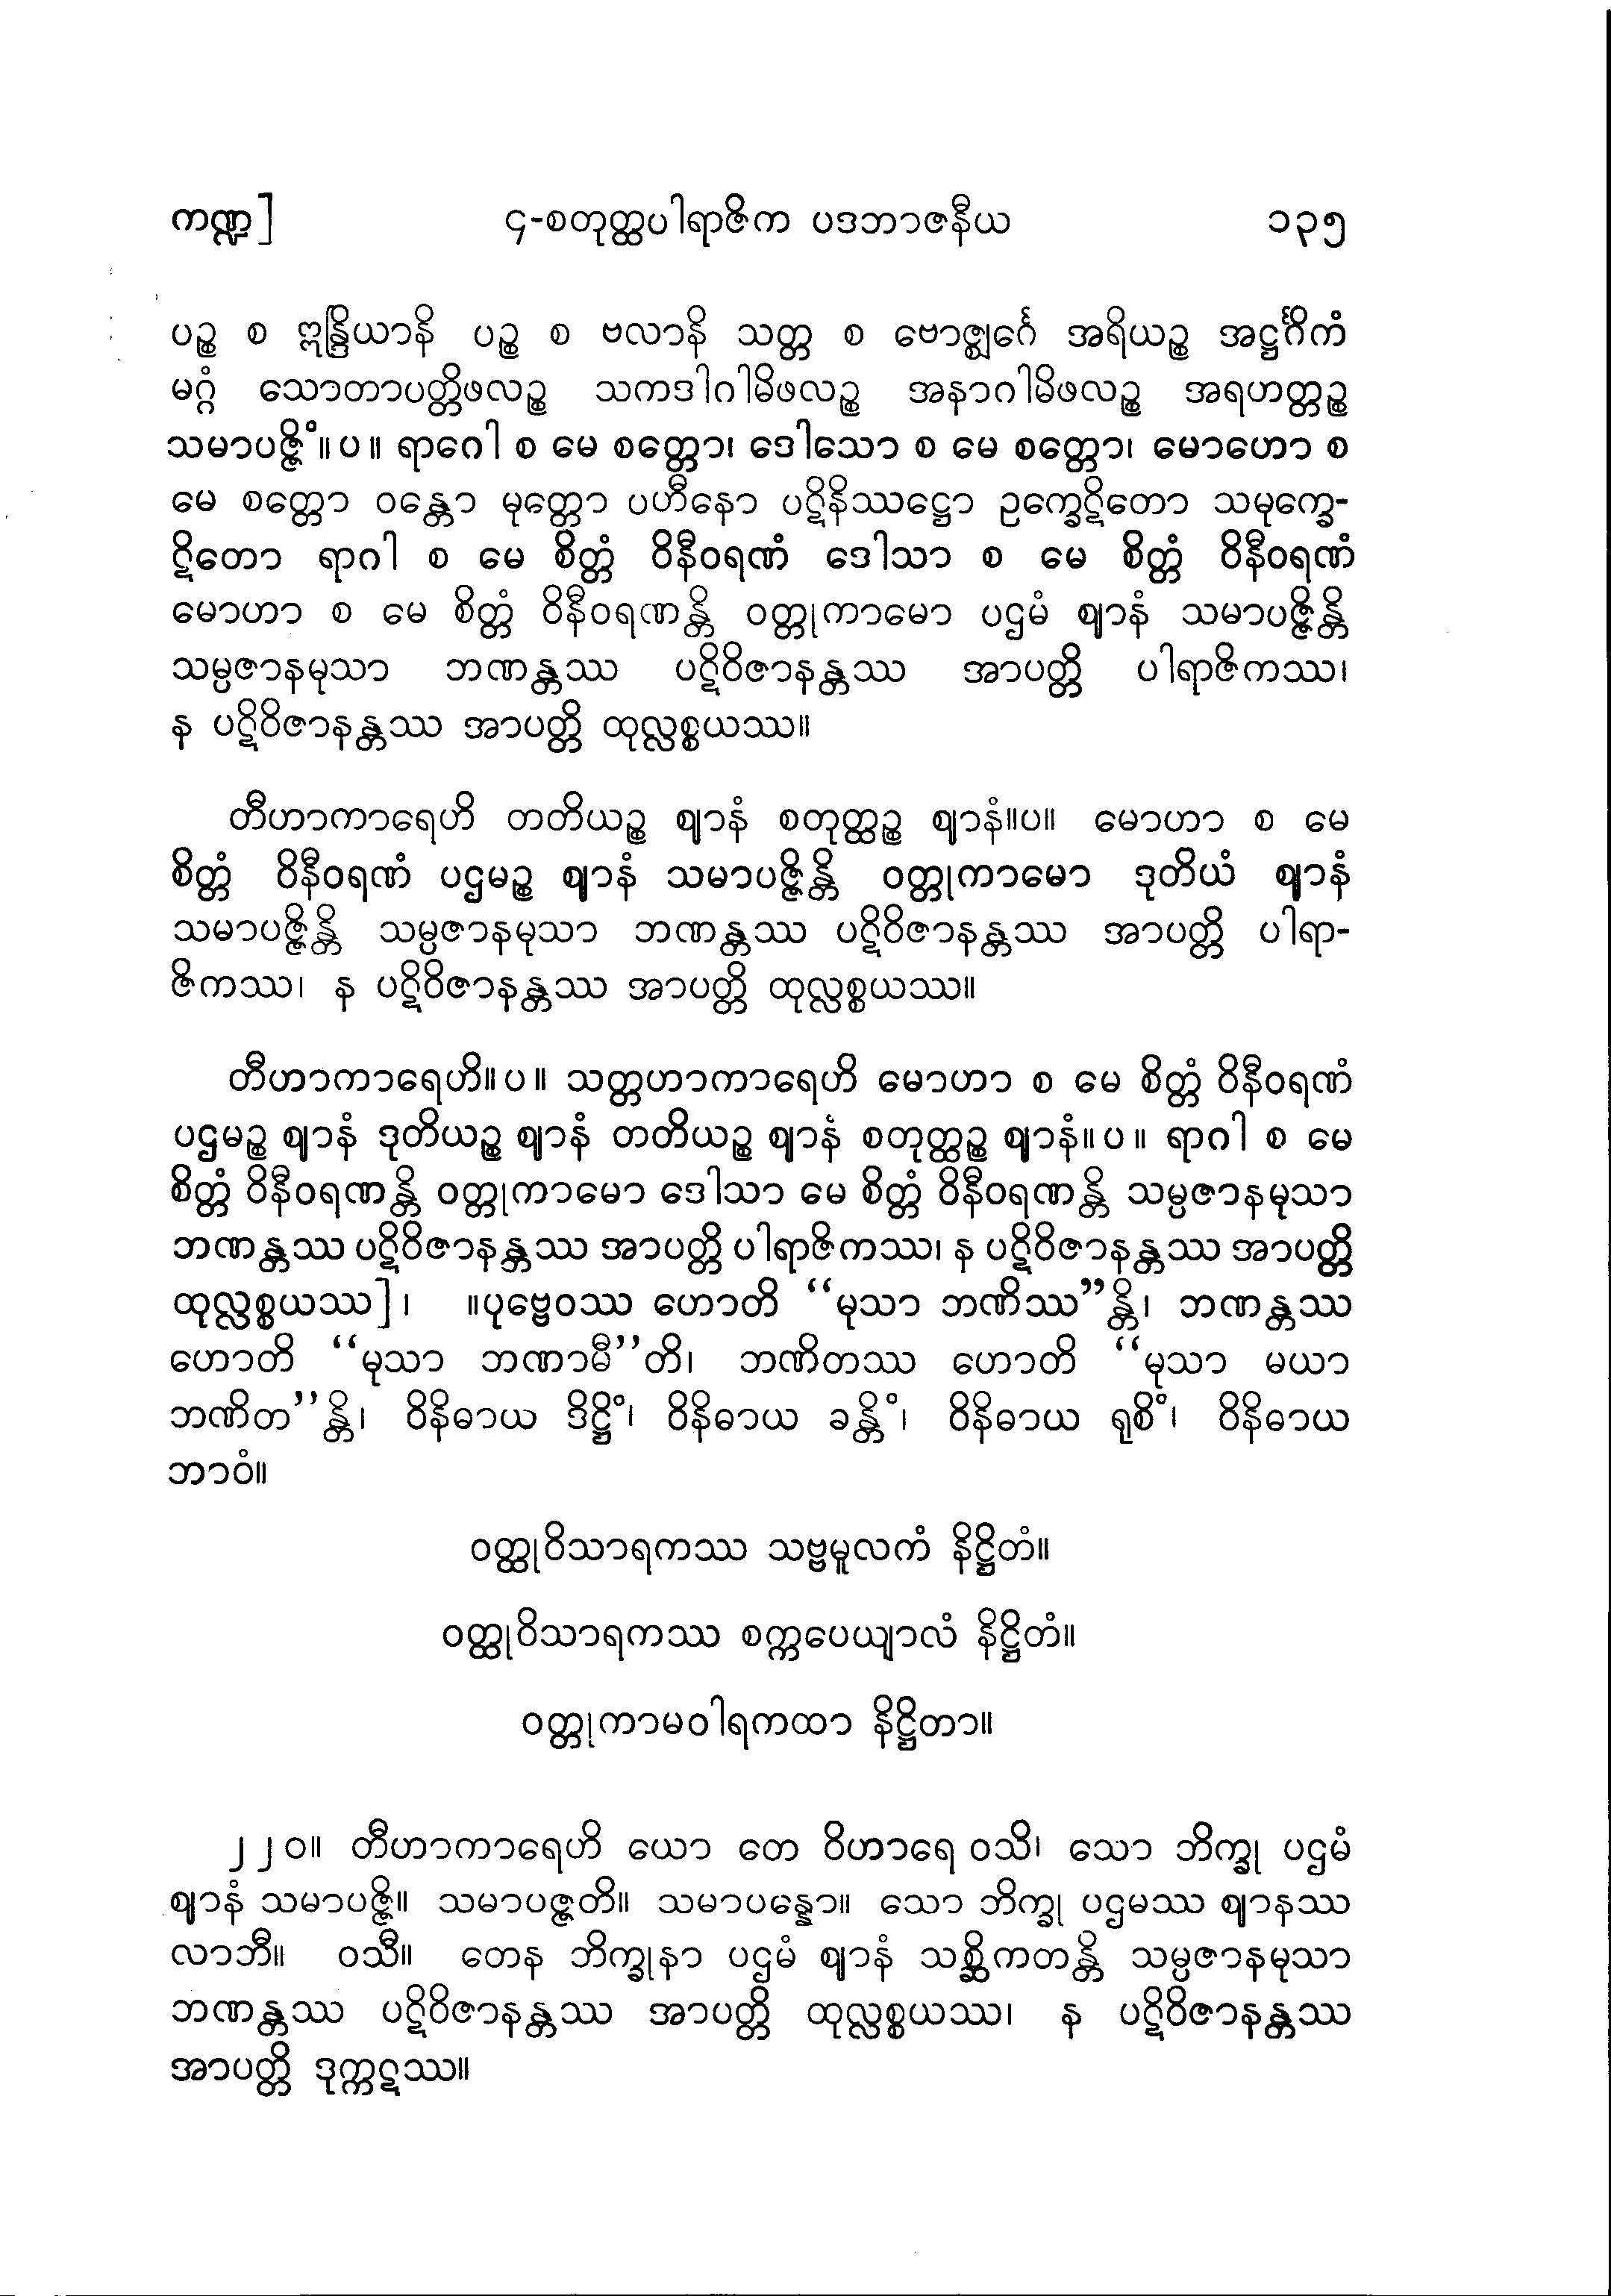 ကဏ္ဍ] ၄-စတုတ္ထပါရာဇိက ပဒဘာဇနီယ ၁၃၅
ပဉ္စ စ ဣန္ဒြိယာနိ ပဉ္စ စ ဗလာနိ သတ္တ စ ဗောဇ္ဈင်္ဂေ အရိယဉ္စ အဋ္ဌင်္ဂိကံ
မဂ္ဂံ သောတာပတ္တိဖလဉ္စ သကဒါဂါမိဖလဉ္စ အနာဂါမိဖလဉ္စ အရဟတ္တဉ္စ
သမာပဇ္ဇိံ။ပ။ ရာဂေါ စ မေ စတ္တော၊ ဒေါသော စ မေ စတ္တော၊ မောဟော စ
မေ စတ္တော ဝန္တော မုတ္တော ပဟီနော ပဋိနိဿဋ္ဌော ဥက္ခေဋိတော သမုက္ခေ-
ဋိတော ရာဂါ စ မေ စိတ္တံ ဝိနီဝရဏံ ဒေါသာ စ မေ စိတ္တံ ဝိနီဝရဏံ
မောဟာ စ မေ စိတ္တံ ဝိနီဝရဏန္တိ ဝတ္တုကာမော ပဌမံ ဈာနံ သမာပဇ္ဇိန္တိ
သမ္ပဇာနမုသာ ဘဏန္တဿ ပဋိဝိဇာနန္တဿ အာပတ္တိ ပါရာဇိကဿ၊
န ပဋိဝိဇာနန္တဿ အာပတ္တိ ထုလ္လစ္စယဿ။
တီဟာကာရေဟိ တတိယဉ္စ ဈာနံ စတုတ္ထဉ္စ ဈာနံ။ပ။ မောဟာ စ မေ
စိတ္တံ ဝိနီဝရဏံ ပဌမဉ္စ ဈာနံ သမာပဇ္ဇိန္တိ ဝတ္တုကာမော ဒုတိယံ ဈာနံ
သမာပဇ္ဇိန္တိ သမ္ပဇာနမုသာ ဘဏန္တဿ ပဋိဝိဇာနန္တဿ အာပတ္တိ ပါရာ-
ဇိကဿ၊ န ပဋိဝိဇာနန္တဿ အာပတ္တိ ထုလ္လစ္စယဿ။
တီဟာကာရေဟိ။ပ။ သတ္တဟာကာရေဟိ မောဟာ စ မေ စိတ္တံ ဝိနီဝရဏံ
ပဌမဉ္စ ဈာနံ ဒုတိယဉ္စ ဈာနံ တတိယဉ္စ ဈာနံ စတုတ္ထဉ္စ ဈာနံ။ပ။ ရာဂါ စ မေ
စိတ္တံ ဝိနီဝရဏန္တိ ဝတ္တုကာမော ဒေါသာ မေ စိတ္တံ ဝိနီဝရဏန္တိ သမ္ပဇာနမုသာ
ဘဏန္တဿ ပဋိဝိဇာနန္တဿ အာပတ္တိ ပါရာဇိကဿ၊ န ပဋိဝိဇာနန္တဿ အာပတ္တိ
ထုလ္လစ္စယဿ]၊ ။ပုဗ္ဗေဝဿ ဟောတိ “မုသာ ဘဏိဿ”န္တိ၊ ဘဏန္တဿ
ဟောတိ “မုသာ ဘဏာမီ”တိ၊ ဘဏိတဿ ဟောတိ “မုသာ မယာ
ဘဏိတ”န္တိ၊ ဝိနိဓာယ ဒိဋ္ဌိံ၊ ဝိနိဓာယ ခန္တိံ၊ ဝိနိဓာယ ရုစိံ၊ ဝိနိဓာယ
ဘာဝံ။
ဝတ္ထုဝိသာရကဿ သဗ္ဗမူလကံ နိဋ္ဌိတံ။
ဝတ္ထုဝိသာရကဿ စက္ကပေယျာလံ နိဋ္ဌိတံ။
ဝတ္တုကာမဝါရကထာ နိဋ္ဌိတာ။
၂၂၀။ တီဟာကာရေဟိ ယော တေ ဝိဟာရေ ဝသိ၊ သော ဘိက္ခု ပဌမံ
ဈာနံ သမာပဇ္ဇိ။ သမာပဇ္ဇတိ။ သမာပန္နော။ သော ဘိက္ခု ပဌမဿ ဈာနဿ
လာဘီ။ ဝသီ။ တေန ဘိက္ခုနာ ပဌမံ ဈာနံ သစ္ဆိကတန္တိ သမ္ပဇာနမုသာ
ဘဏန္တဿ ပဋိဝိဇာနန္တဿ အာပတ္တိ ထုလ္လစ္စယဿ၊ န ပဋိဝိဇာနန္တဿ
အာပတ္တိ ဒုက္ကဋဿ။